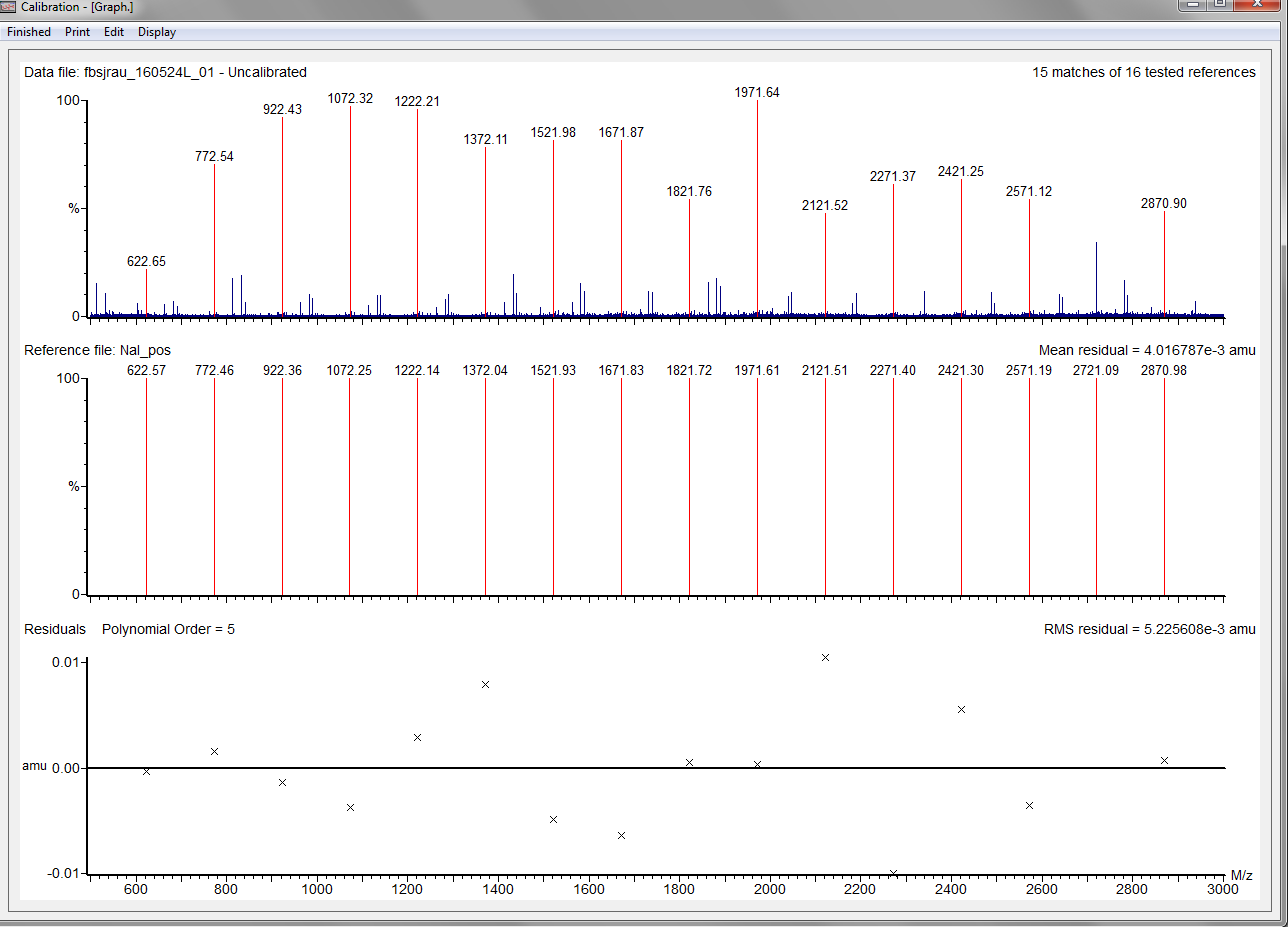 Calibration - [Graph.]
Finished Print Edit Display
Data file: fbsjrau_160524L_01 - Uncalibrated 15 matches of 16 tested references
100
1971.64
1072.32
1222.21
922.43
1521.98
1671.87
1372.11
772.54
2421.25
2271.37
1821.76
2571.12
2870.90
2121.52
%
622.65
0
Reference file: NaI_pos Mean residual = 4.016787e-3 amu
100 622.57 772.46 922.36 1072.25 1222.14 1372.04 1521.93 1671.83 1821.72 1971.61 2121.51 2271.40 2421.30 2571.19 2721.09 2870.98
%
0
Residuals Polynomial Order = 5 RMS residual = 5.225608e-3 amu
0.01
amu 0.00
-0.01
600 800 1000 1200 1400 1600 1800 2000 2200 2400 2600 2800 3000 M/z